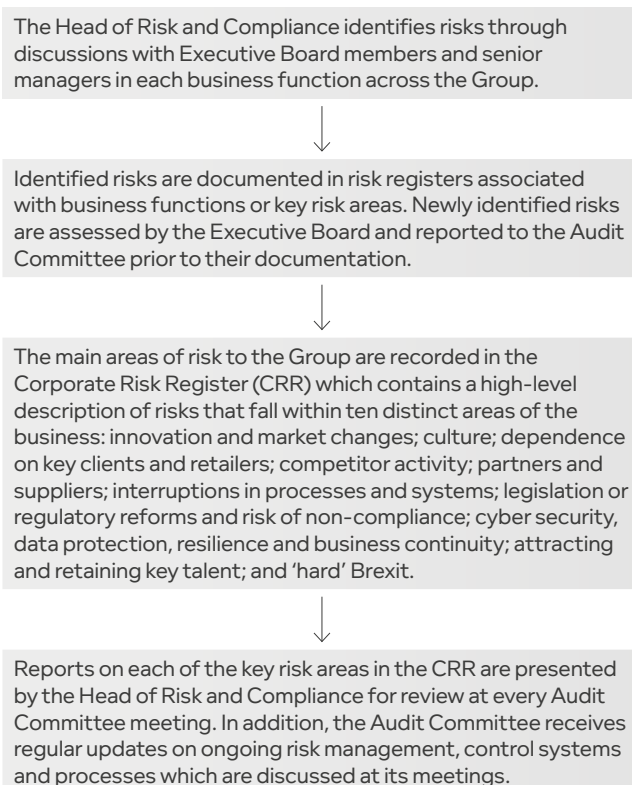 The Head of Risk and Compliance identifies risks through
discussions with Executive Board members and senior
managers in each business function across the Group.
Identified risks are documented in risk registers associated
with business functions or key risk areas. Newly identified risks
are assessed by the Executive Board and reported to the Audit
Committee prior to their documentation.
The main areas of risk to the Group are recorded in the
Corporate Risk Register (CRR) which contains a high-level
description of risks that fall within ten distinct areas of the
business: innovation and market changes; culture; dependence
on key clients and retailers; competitor activity; partners and
suppliers; interruptions in processes and systems; legislation or
regulatory reforms and risk of non-compliance; cyber security,
data protection, resilience and business continuity; attracting
and retaining key talent; and ‘hard’ Brexit.
Reports on each of the key risk areas in the CRR are presented
by the Head of Risk and Compliance for review at every Audit
Committee meeting. In addition, the Audit Committee receives
regular updates on ongoing risk management, control systems
and processes which are discussed at its meetings.